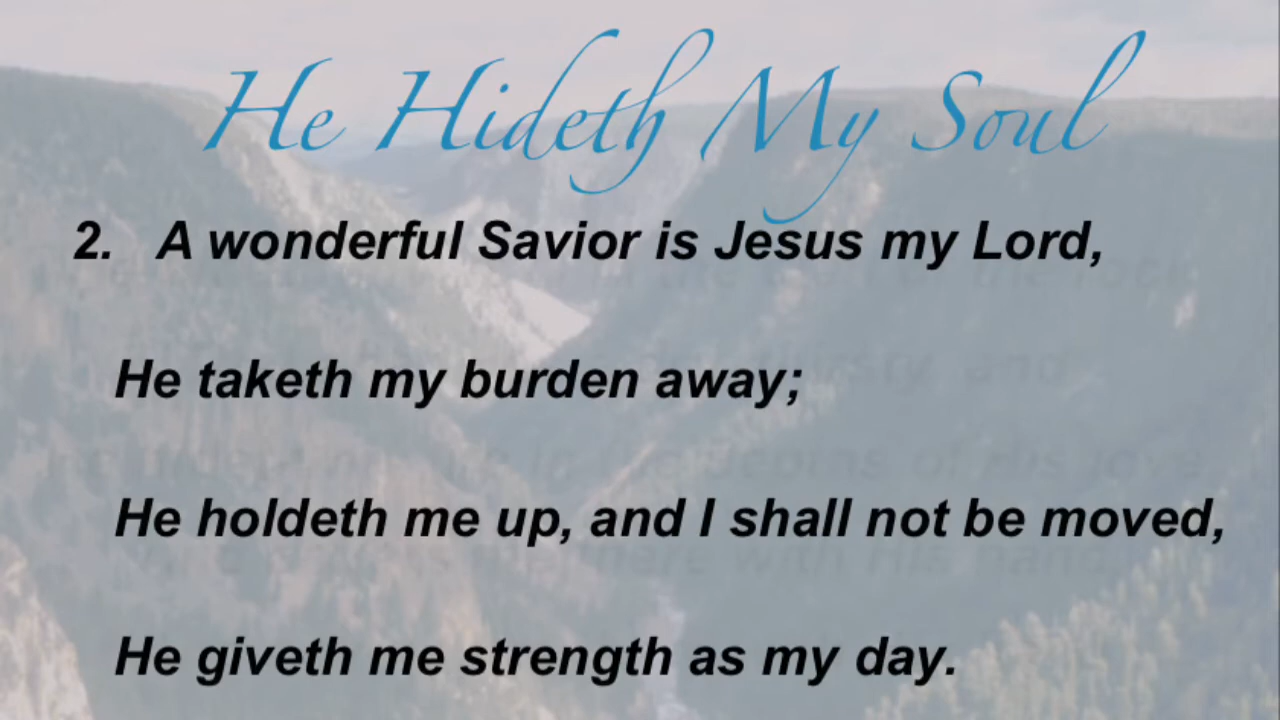 He Hideth My Soul
2. A wonderful Savior is Jesus my Lord,
He taketh my burden away;
He holdeth me up, and I shall not be moved,
He giveth me strength as my day.